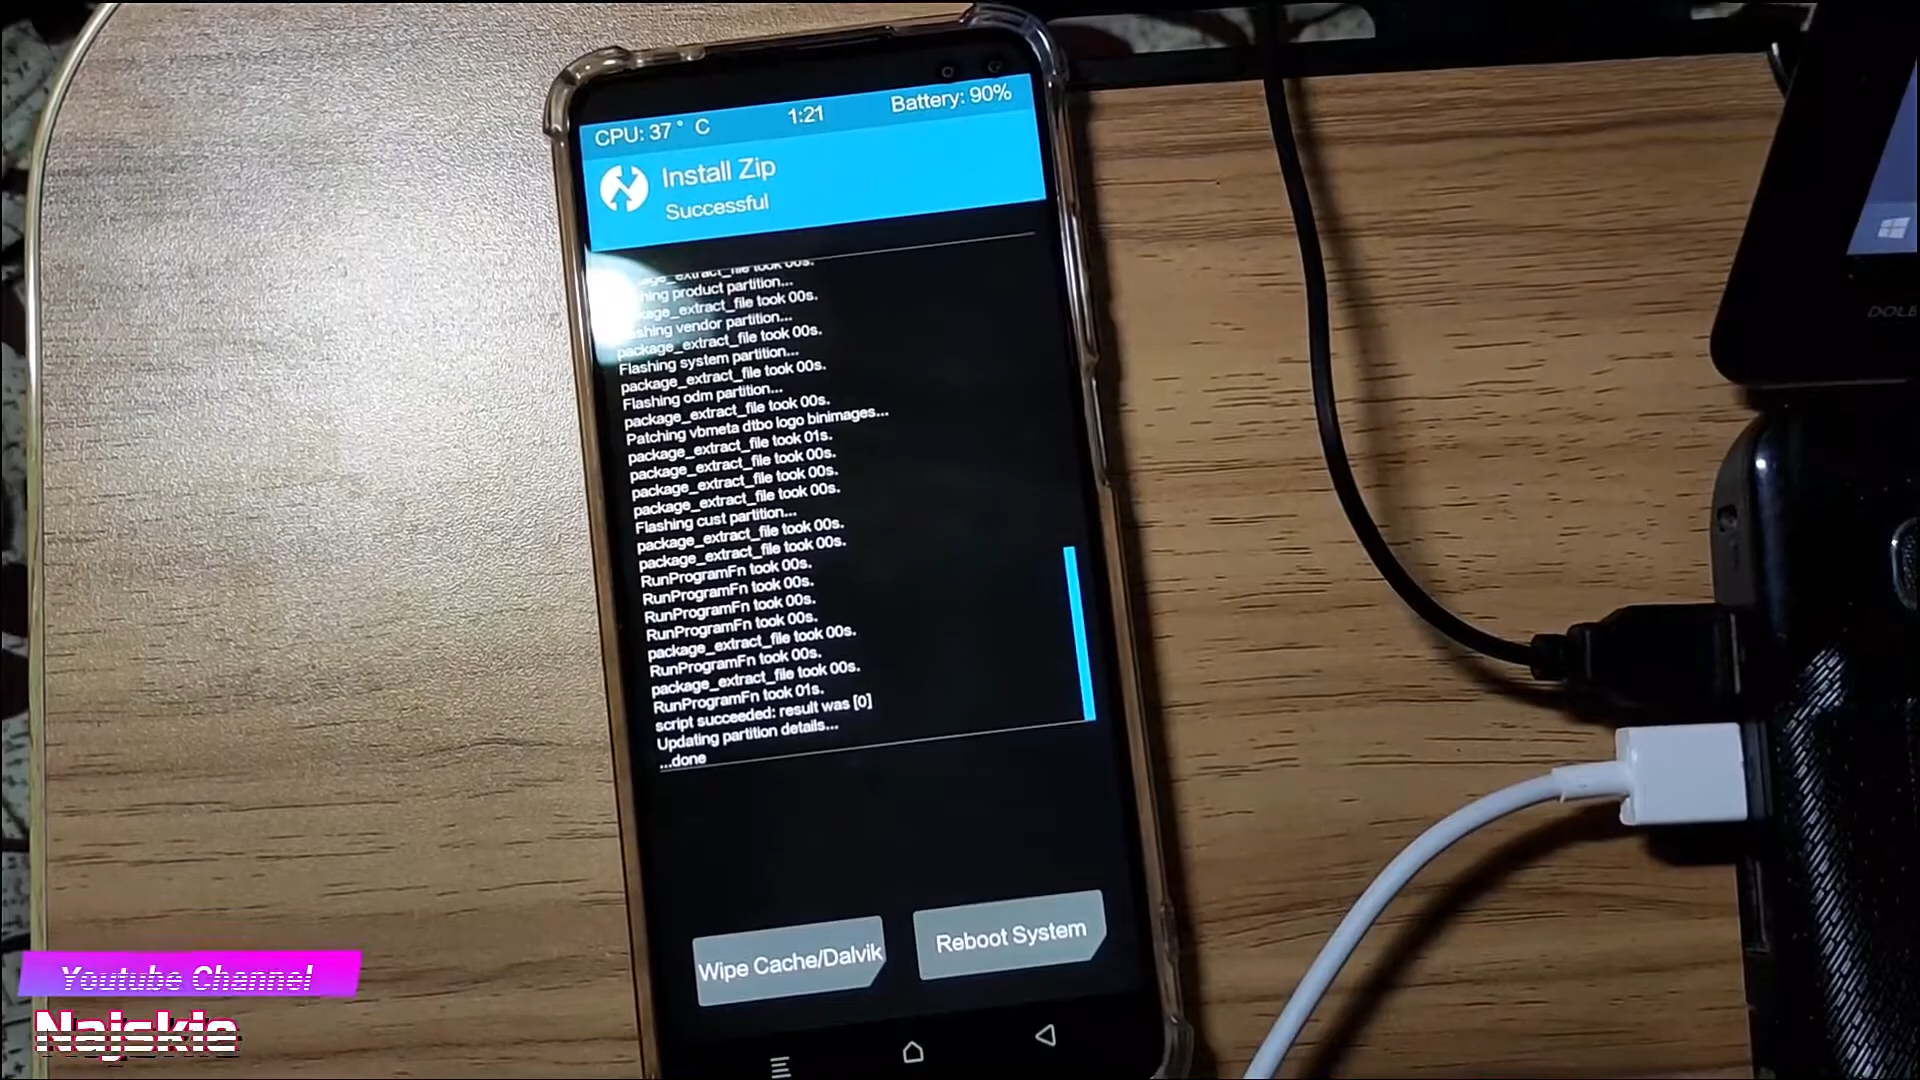 CPU: 37° C
1:21
Battery: 90%
Install Zip
Successful
package_extract_file took 00s.
product partition...
package_extract_file took 00s.
vendor partition...
package_extract_file took 00s.
Flashing system partition...
package_extract_file took 00s.
Flashing odm partition...
package_extract_file took 00s.
Patching vbmeta dtbo logo binimages...
package_extract_file took 01s.
package_extract_file took 00s.
package_extract_file took 00s.
package_extract_file took 00s.
Flashing cust partition...
package_extract_file took 00s.
package_extract_file took 00s.
RunProgramFn took 00s.
RunProgramFn took 00s.
RunProgramFn took 00s.
RunProgramFn took 00s.
package_extract_file took 00s.
RunProgramFn took 00s.
package_extract_file took 00s.
RunProgramFn took 01s.
script succeeded: result was [0]
Updating partition details...
...done
Wipe Cache/Dalvik
Reboot System
Youtube Channel
Najskie